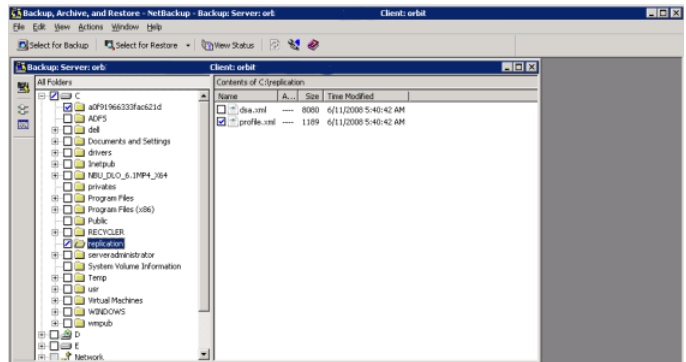 Backup, Archive, and Restore - NetBackup - Backup: Server: orb Client: orbit
File Edit View Actions Window Help
Select for Backup Select for Restore View Status
Backup: Server: orb Client: orbit
All Folders
C
a0f91966333fac621d
ADFS
dell
Documents and Settings
drivers
Inetpub
NBU_DLO_6.1MP4_X64
privates
Program Files
Program Files (x86)
Public
RECYCLER
replication
serveradministrator
System Volume Information
Temp
usr
Virtual Machines
WINDOWS
wmpub
D
E
Network
Contents of C:\replication
Name A... Size Time Modified
dsa.xml ---- 8080 6/11/2008 5:40:42 AM
profile.xml ---- 1189 6/11/2008 5:40:42 AM